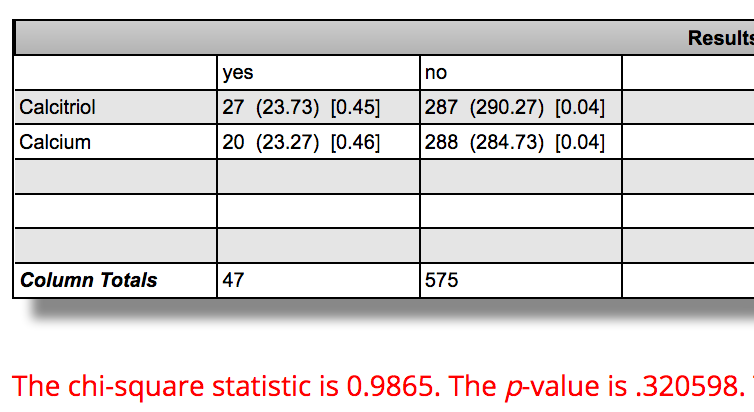 Results
yes no
Calcitriol 27 (23.73) [0.45] 287 (290.27) [0.04]
Calcium 20 (23.27) [0.46] 288 (284.73) [0.04]
Column Totals 47 575
The chi-square statistic is 0.9865. The p-value is .320598.